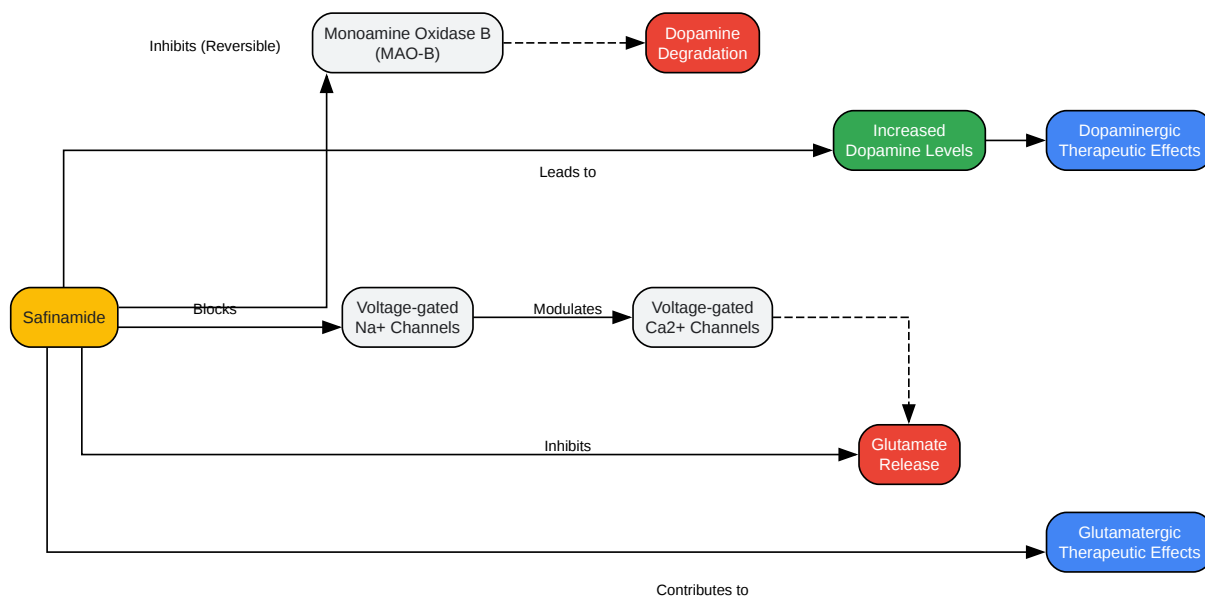 Monoamine Oxidase B
(MAO-B)
Dopamine
Degradation
Inhibits (Reversible)
Increased
Dopamine Levels
Dopaminergic
Therapeutic Effects
Leads to
Safinamide
Blocks
Voltage-gated
Na+ Channels
Modulates
Voltage-gated
Ca2+ Channels
Inhibits
Glutamate
Release
Glutamatergic
Therapeutic Effects
Contributes to